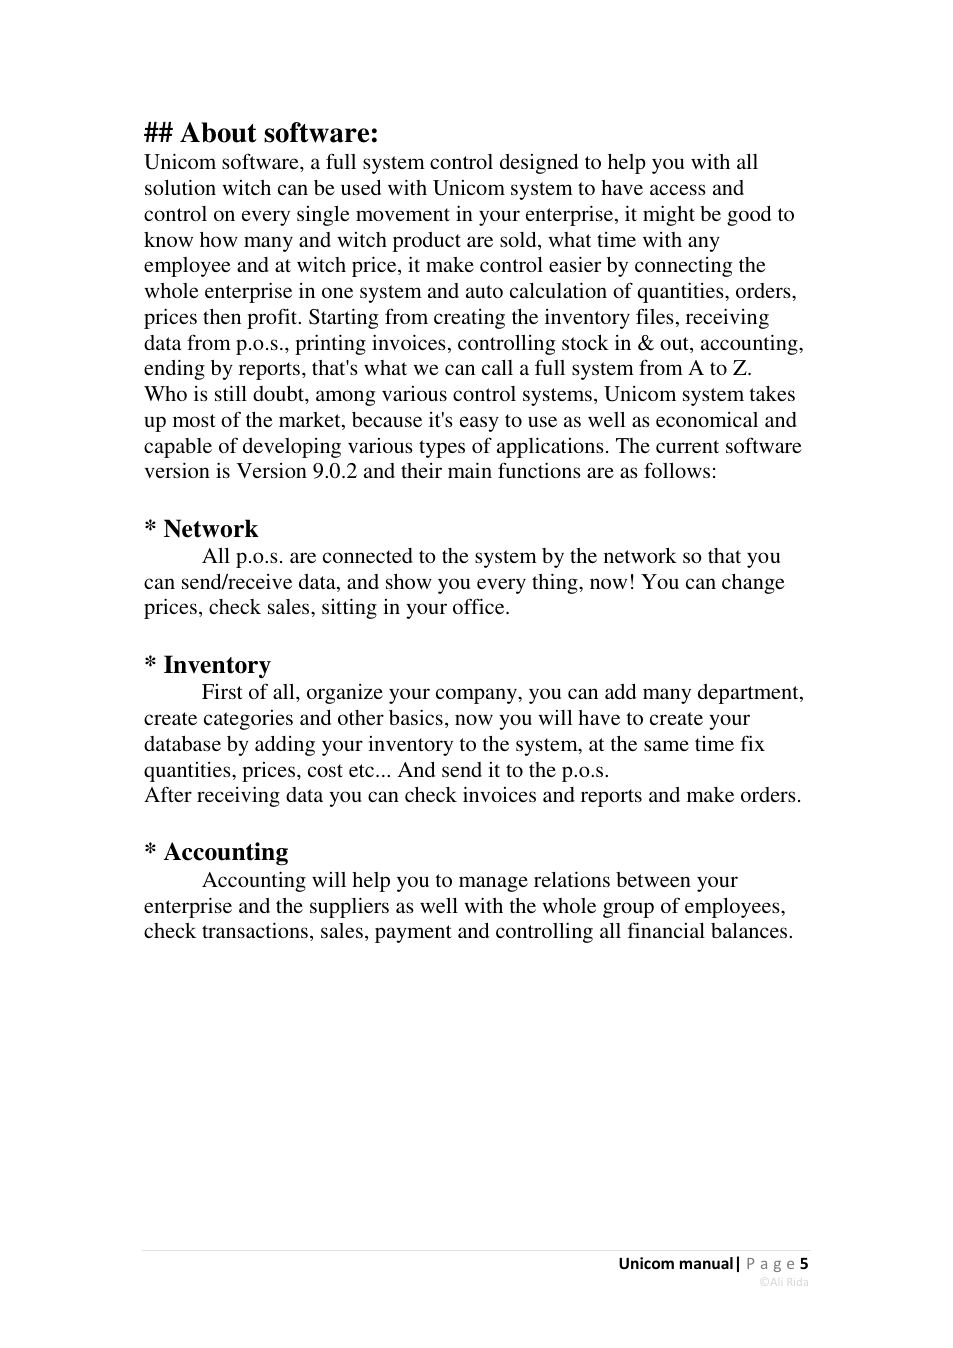 ## About software:
Unicom software, a full system control designed to help you with all
solution witch can be used with Unicom system to have access and
control on every single movement in your enterprise, it might be good to
know how many and witch product are sold, what time with any
employee and at witch price, it make control easier by connecting the
whole enterprise in one system and auto calculation of quantities, orders,
prices then profit. Starting from creating the inventory files, receiving
data from p.o.s., printing invoices, controlling stock in & out, accounting,
ending by reports, that's what we can call a full system from A to Z.
Who is still doubt, among various control systems, Unicom system takes
up most of the market, because it's easy to use as well as economical and
capable of developing various types of applications. The current software
version is Version 9.0.2 and their main functions are as follows:
* Network
All p.o.s. are connected to the system by the network so that you
can send/receive data, and show you every thing, now! You can change
prices, check sales, sitting in your office.
* Inventory
First of all, organize your company, you can add many department,
create categories and other basics, now you will have to create your
database by adding your inventory to the system, at the same time fix
quantities, prices, cost etc... And send it to the p.o.s.
After receiving data you can check invoices and reports and make orders.
* Accounting
Accounting will help you to manage relations between your
enterprise and the suppliers as well with the whole group of employees,
check transactions, sales, payment and controlling all financial balances.
Unicom manual| P a g e 5
©Ali Rida